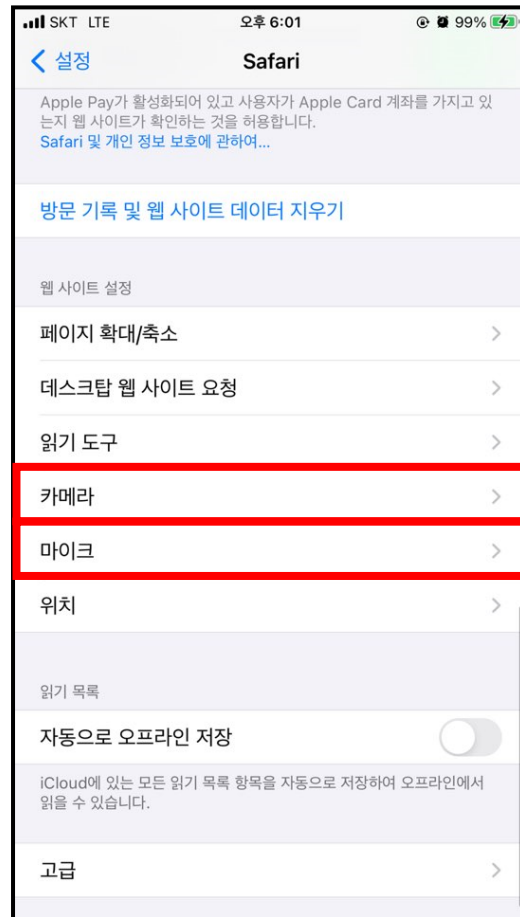 SKT LTE 오후 6:01 99%
설정 Safari
Apple Pay가 활성화되어 있고 사용자가 Apple Card 계좌를 가지고 있
는지 웹 사이트가 확인하는 것을 허용합니다.
Safari 및 개인 정보 보호에 관하여...
방문 기록 및 웹 사이트 데이터 지우기
웹 사이트 설정
페이지 확대/축소
데스크탑 웹 사이트 요청
읽기 도구
카메라
마이크
위치
읽기 목록
자동으로 오프라인 저장
iCloud에 있는 모든 읽기 목록 항목을 자동으로 저장하여 오프라인에서
읽을 수 있습니다.
고급